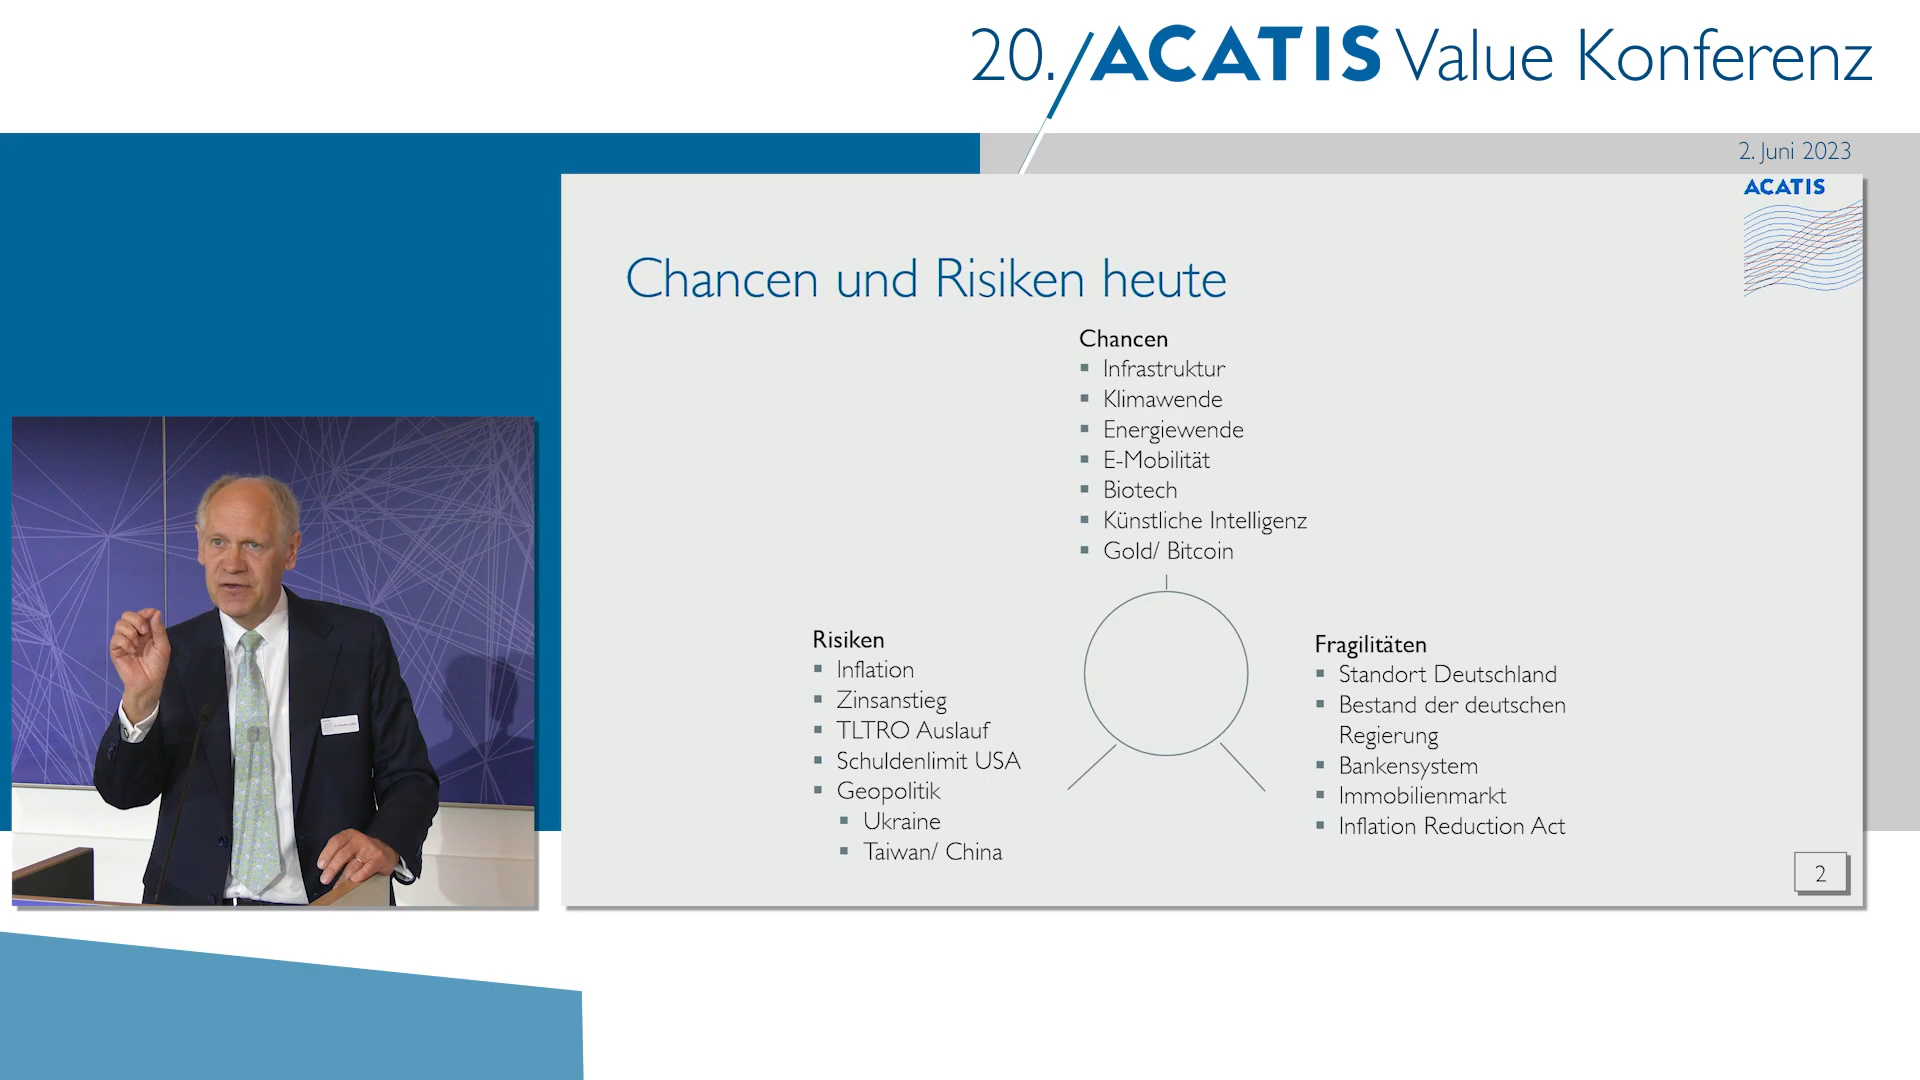 20. ACATIS Value Konferenz
2. Juni 2023
ACATIS
Chancen und Risiken heute
Chancen
▪ Infrastruktur
▪ Klimawende
▪ Energiewende
▪ E-Mobilität
▪ Biotech
▪ Künstliche Intelligenz
▪ Gold/ Bitcoin
Risiken
▪ Inflation
▪ Zinsanstieg
▪ TLTRO Auslauf
▪ Schuldenlimit USA
▪ Geopolitik
▪ Ukraine
▪ Taiwan/ China
Fragilitäten
▪ Standort Deutschland
▪ Bestand der deutschen
Regierung
▪ Bankensystem
▪ Immobilienmarkt
▪ Inflation Reduction Act
2